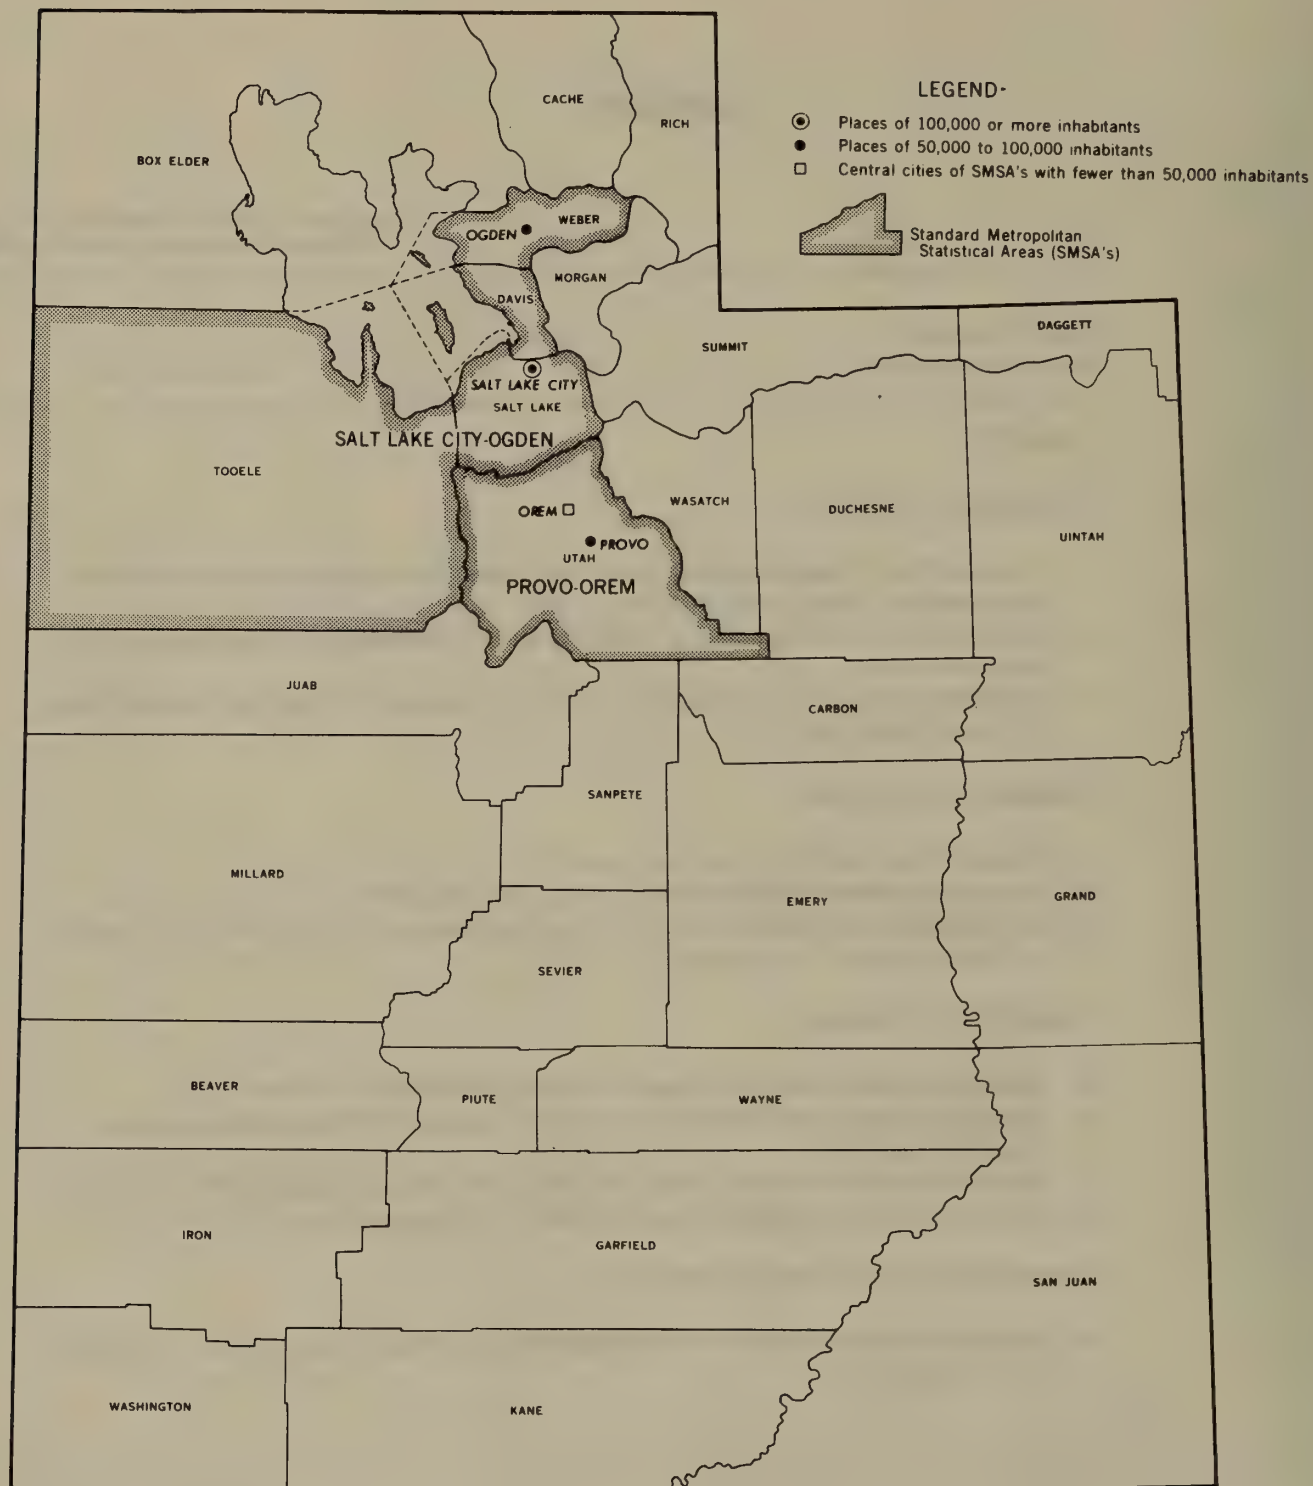 LEGEND-
Places of 100,000 or more inhabitants
Places of 50,000 to 100,000 inhabitants
Central cities of SMSA's with fewer than 50,000 inhabitants
Standard Metropolitan
Statistical Areas (SMSA's)
CACHE
RICH
BOX ELDER
WEBER
OGDEN
MORGAN
DAVIS
DAGGETT
SUMMIT
SALT LAKE CITY
SALT LAKE
SALT LAKE CITY-OGDEN
TOOELE
WASATCH
DUCHESNE
UINTAH
OREM
PROVO
UTAH
PROVO-OREM
JUAB
CARBON
SANPETE
MILLARD
EMERY
GRAND
SEVIER
BEAVER
PIUTE
WAYNE
IRON
GARFIELD
SAN JUAN
WASHINGTON
KANE